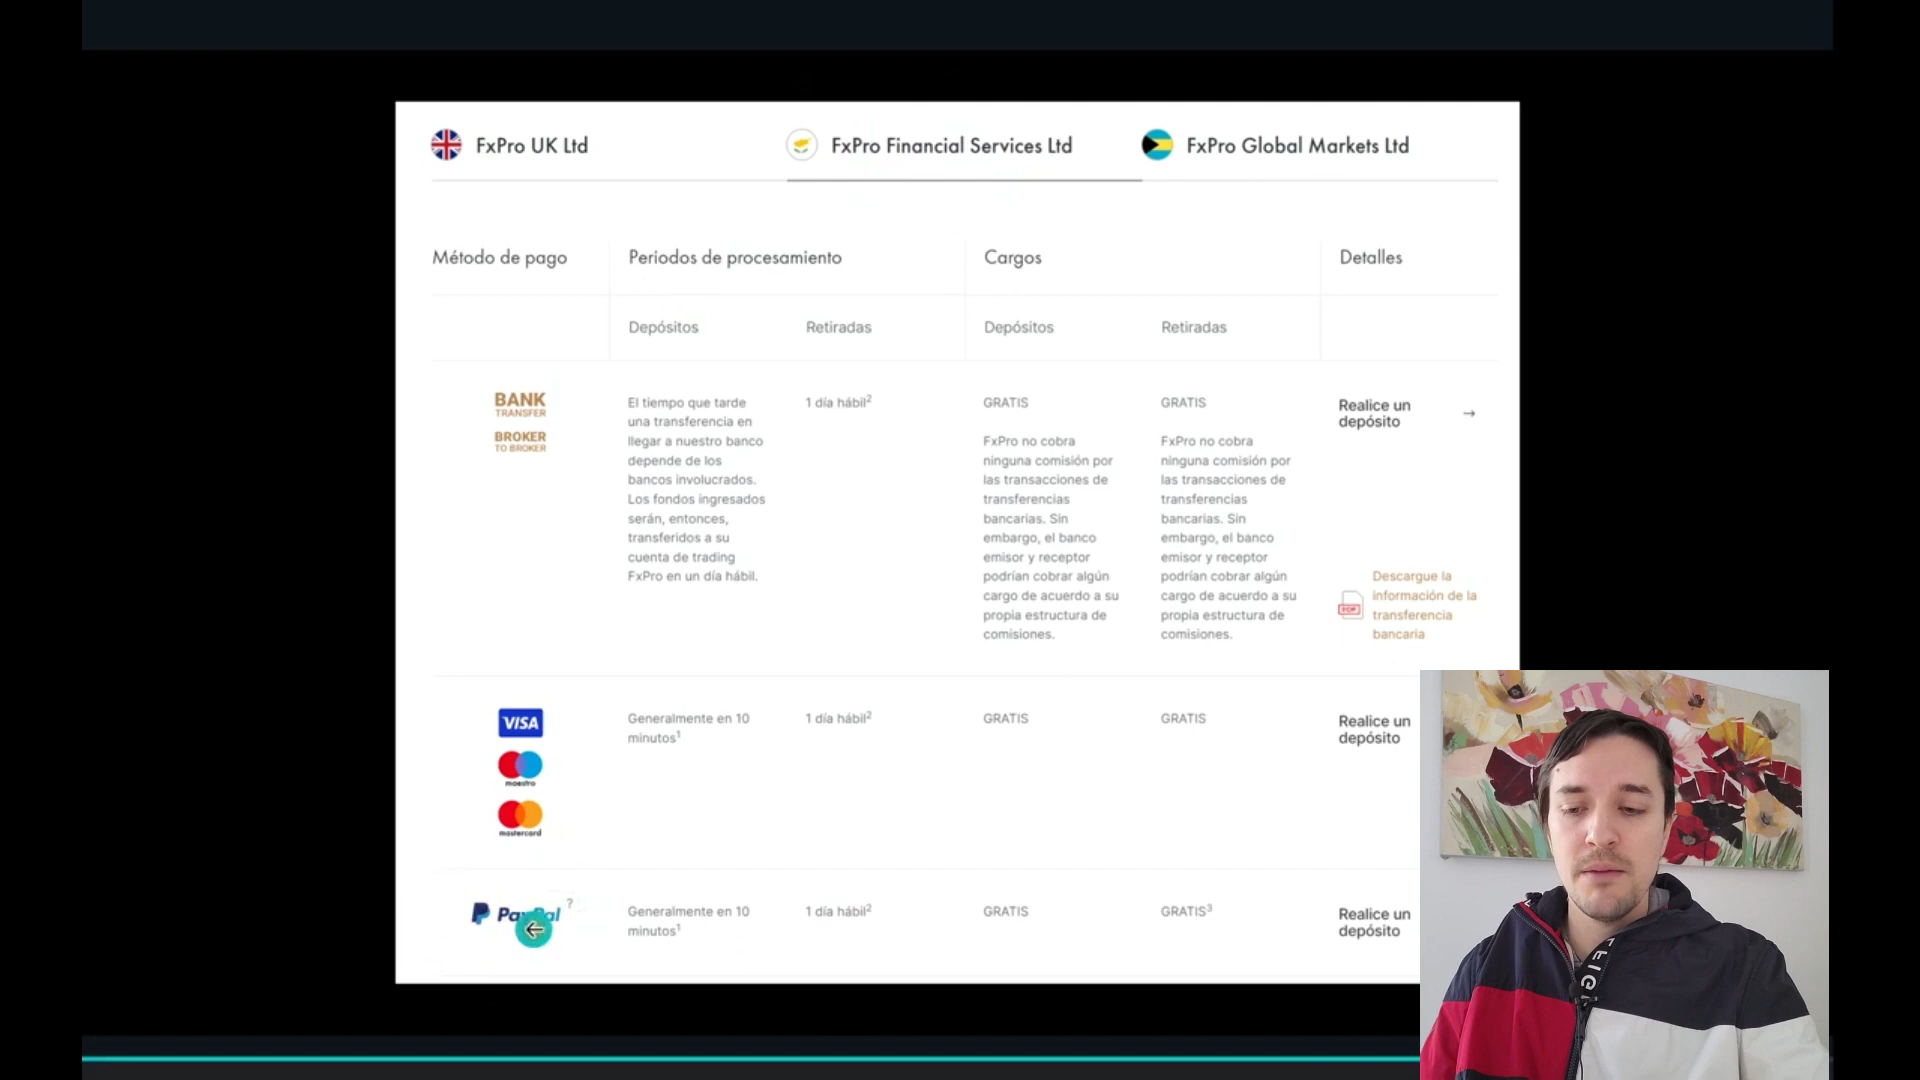 FxPro UK Ltd
FxPro Financial Services Ltd
FxPro Global Markets Ltd
Método de pago
Periodos de procesamiento
Cargos
Detalles
Depósitos
Retiradas
Depósitos
Retiradas
BANK
TRANSFER
BROKER
TO BROKER
El tiempo que tarde
una transferencia en
llegar a nuestro banco
depende de los
bancos involucrados.
Los fondos ingresados
serán, entonces,
transferidos a su
cuenta de trading
FxPro en un día hábil.
1 día hábil²
GRATIS
FxPro no cobra
ninguna comisión por
las transacciones de
transferencias
bancarias. Sin
embargo, el banco
emisor y receptor
podrían cobrar algún
cargo de acuerdo a su
propia estructura de
comisiones.
GRATIS
FxPro no cobra
ninguna comisión por
las transacciones de
transferencias
bancarias. Sin
embargo, el banco
emisor y receptor
podrían cobrar algún
cargo de acuerdo a su
propia estructura de
comisiones.
Realice un
depósito
→
PDF
Descargue la
información de la
transferencia
bancaria
VISA
maestro
mastercard
Generalmente en 10
minutos¹
1 día hábil²
GRATIS
GRATIS
Realice un
depósito
PayPal ?
Generalmente en 10
minutos¹
1 día hábil²
GRATIS
GRATIS³
Realice un
depósito